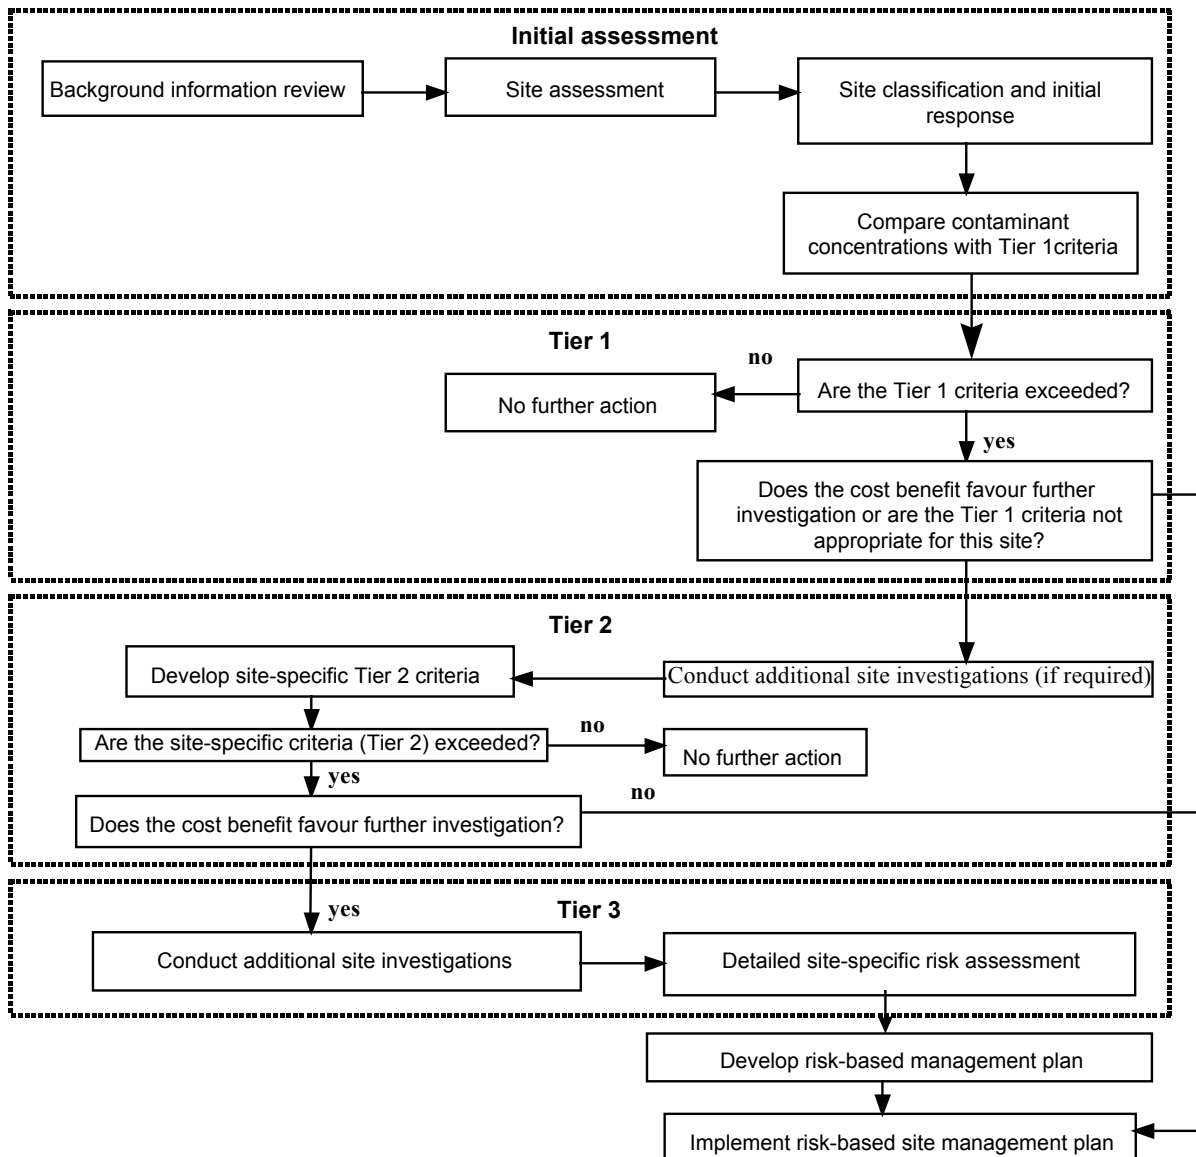 Initial assessment
Background information review
Site assessment
Site classification and initial
response
Compare contaminant
concentrations with Tier 1criteria
Tier 1
no
Are the Tier 1 criteria exceeded?
No further action
yes
Does the cost benefit favour further
investigation or are the Tier 1 criteria not
appropriate for this site?
Tier 2
Develop site-specific Tier 2 criteria
Conduct additional site investigations (if required)
Are the site-specific criteria (Tier 2) exceeded?
no
No further action
yes
no
Does the cost benefit favour further investigation?
yes
Tier 3
Conduct additional site investigations
Detailed site-specific risk assessment
Develop risk-based management plan
Implement risk-based site management plan